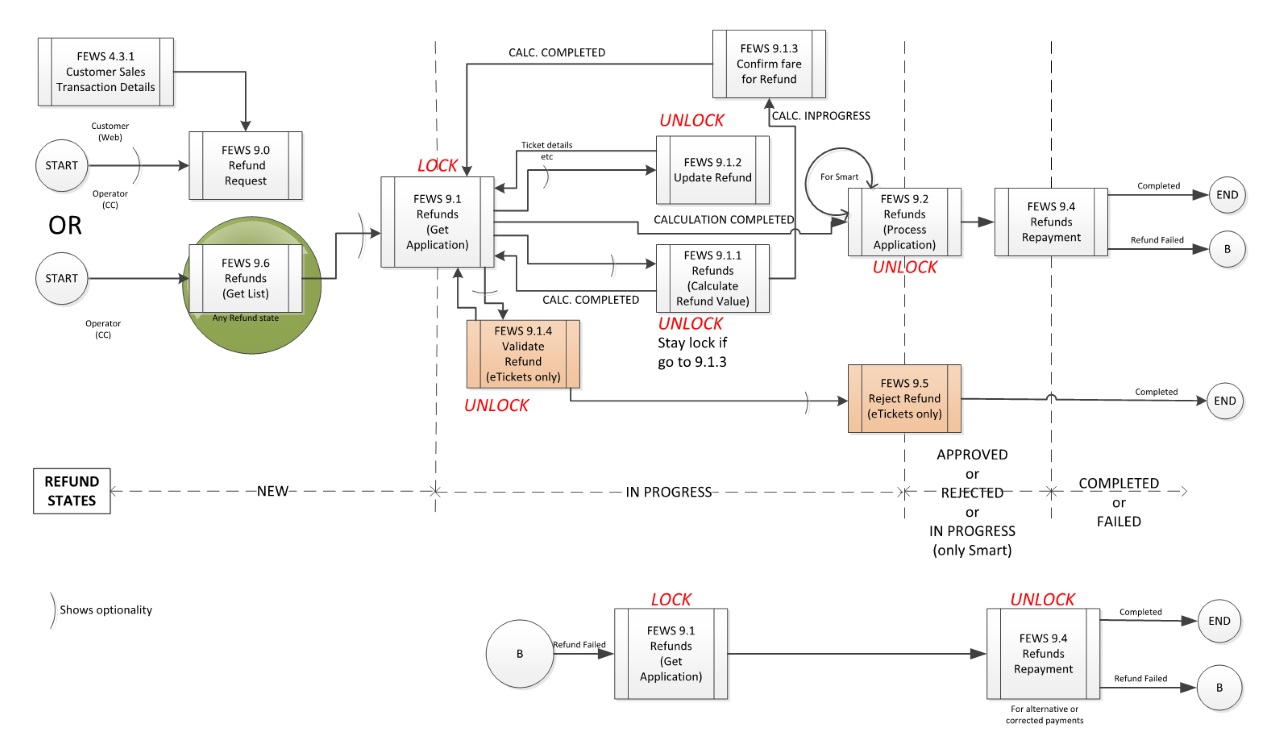 FEWS 4.3.1
Customer Sales
Transaction Details
Customer
(Web)
START
Operator
(CC)
FEWS 9.0
Refund
Request
OR
START
Operator
(CC)
FEWS 9.6
Refunds
(Get List)
Any Refund state
LOCK
FEWS 9.1
Refunds
(Get
Application)
CALC. COMPLETED
FEWS 9.1.3
Confirm fare
for Refund
CALC. INPROGRESS
UNLOCK
Ticket details
etc
FEWS 9.1.2
Update Refund
CALCULATION COMPLETED
FEWS 9.1.1
Refunds
(Calculate
Refund Value)
CALC. COMPLETED
UNLOCK
Stay lock if
go to 9.1.3
FEWS 9.1.4
Validate
Refund
(eTickets only)
UNLOCK
For Smart
FEWS 9.2
Refunds
(Process
Application)
UNLOCK
FEWS 9.4
Refunds
Repayment
Completed
END
Refund Failed
B
FEWS 9.5
Reject Refund
(eTickets only)
Completed
END
REFUND
STATES
NEW
IN PROGRESS
APPROVED
or
REJECTED
or
IN PROGRESS
(only Smart)
COMPLETED
or
FAILED
Shows optionality
B
Refund Failed
LOCK
FEWS 9.1
Refunds
(Get
Application)
UNLOCK
FEWS 9.4
Refunds
Repayment
For alternative or
corrected payments
Completed
END
Refund Failed
B